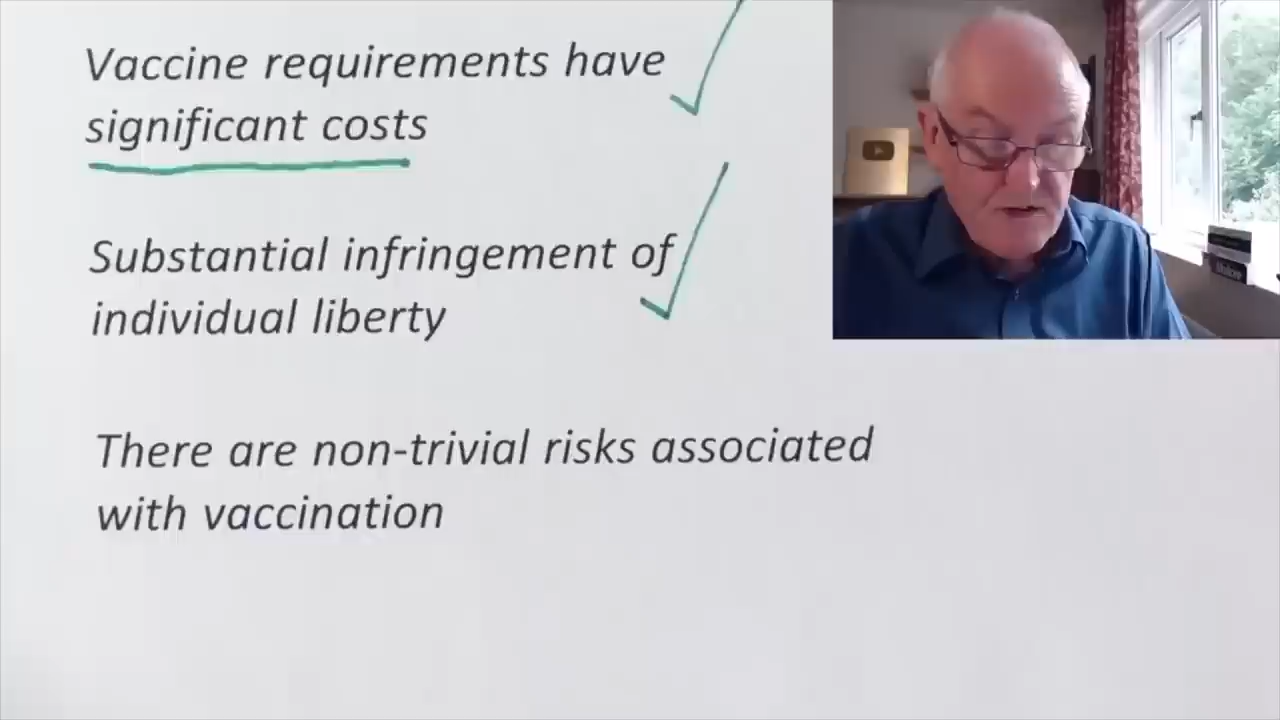 Vaccine requirements have
significant costs
Substantial infringement of
individual liberty
There are non-trivial risks associated
with vaccination